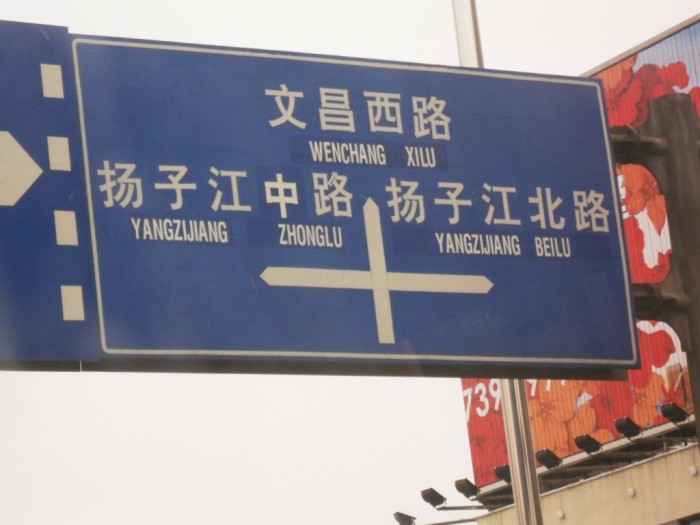 文昌西路
WENCHANG XILU
扬子江中路 扬子江北路
YANGZIJIANG ZHONGLU YANGZIJIANG BEILU
739